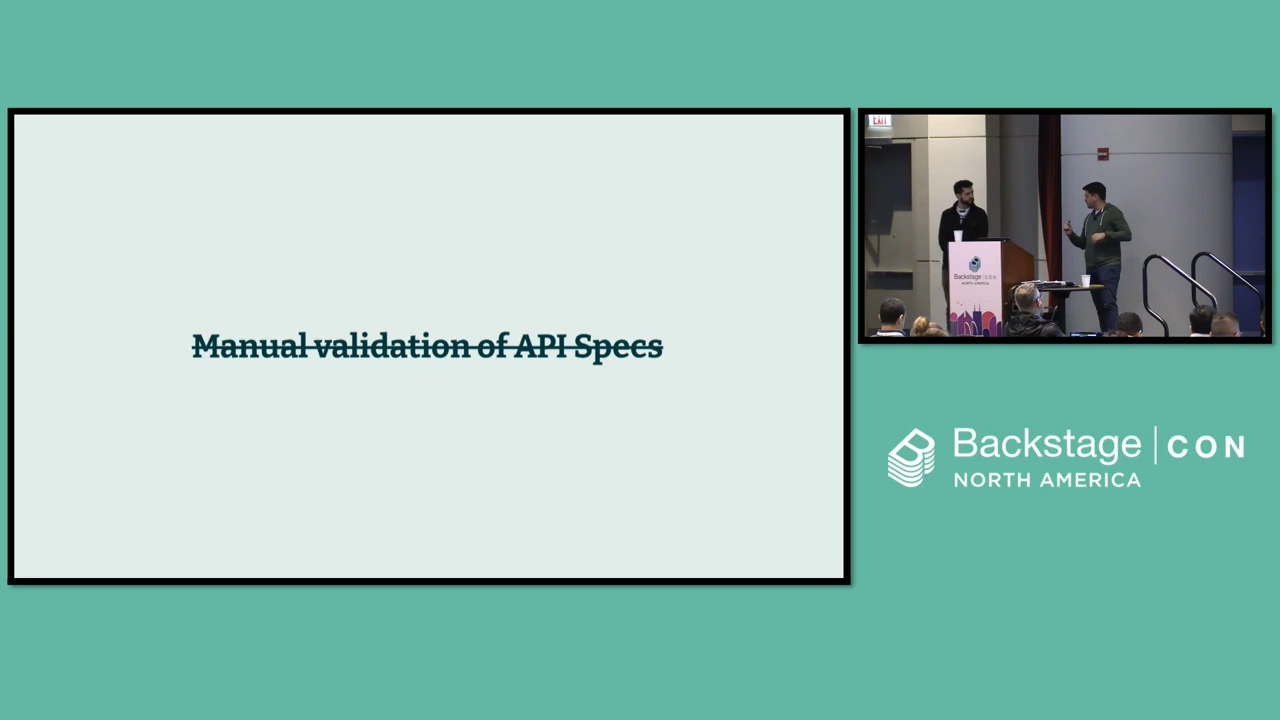 ~~Manual validation of API Specs~~
EXIT
Backstage CON
NORTH AMERICA
Backstage | CON
NORTH AMERICA